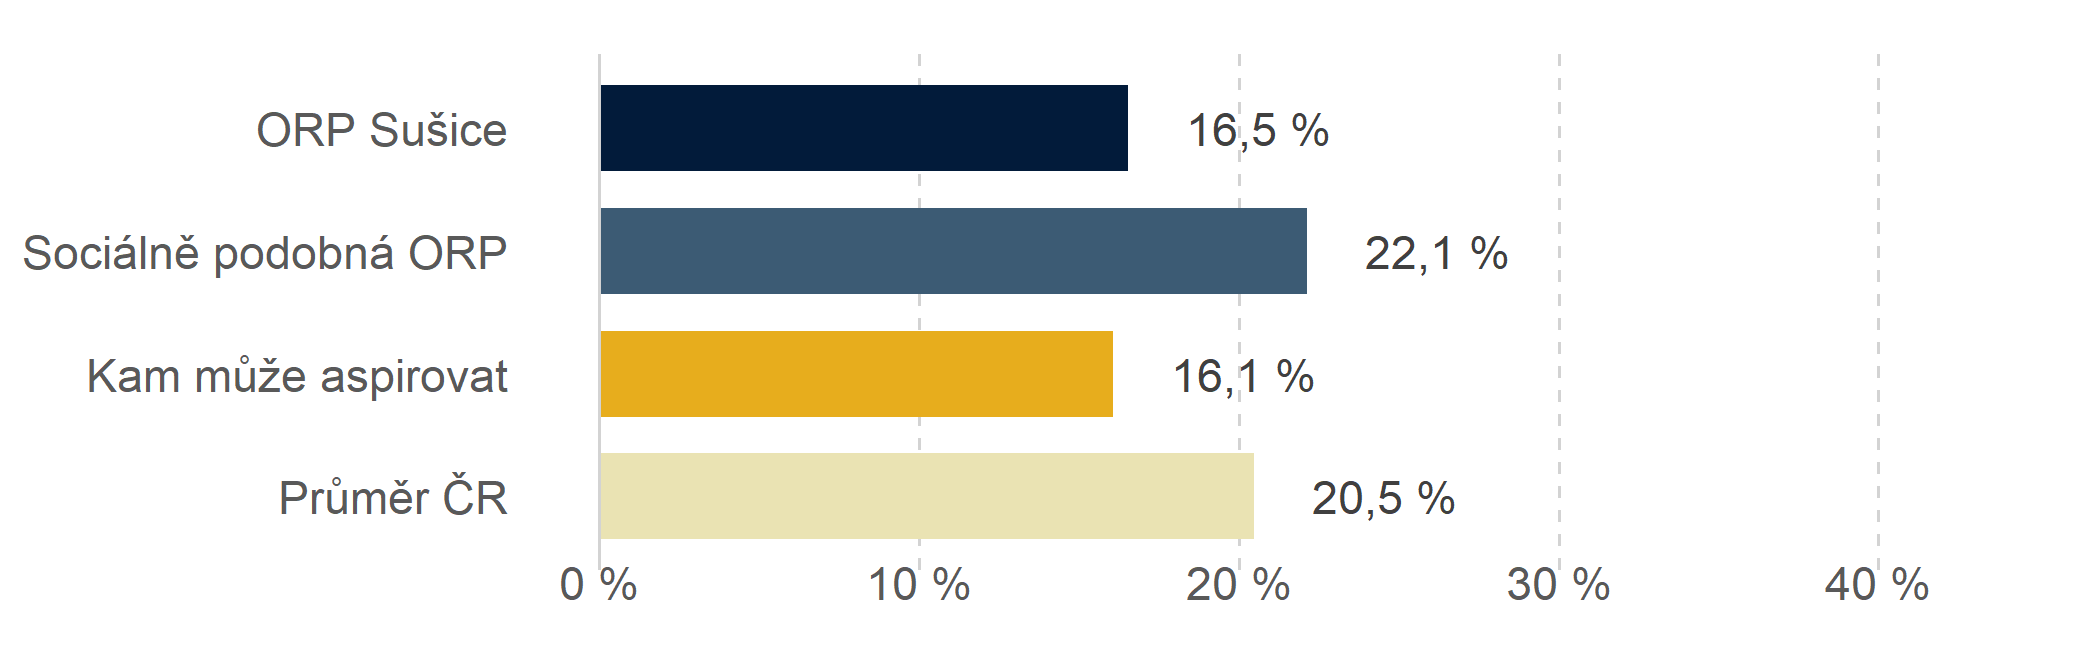 ORP Sušice
16,5 %
Sociálně podobná ORP
22,1 %
Kam může aspirovat
16,1 %
Průměr ČR
20,5 %
0 %
10 %
20 %
30 %
40 %